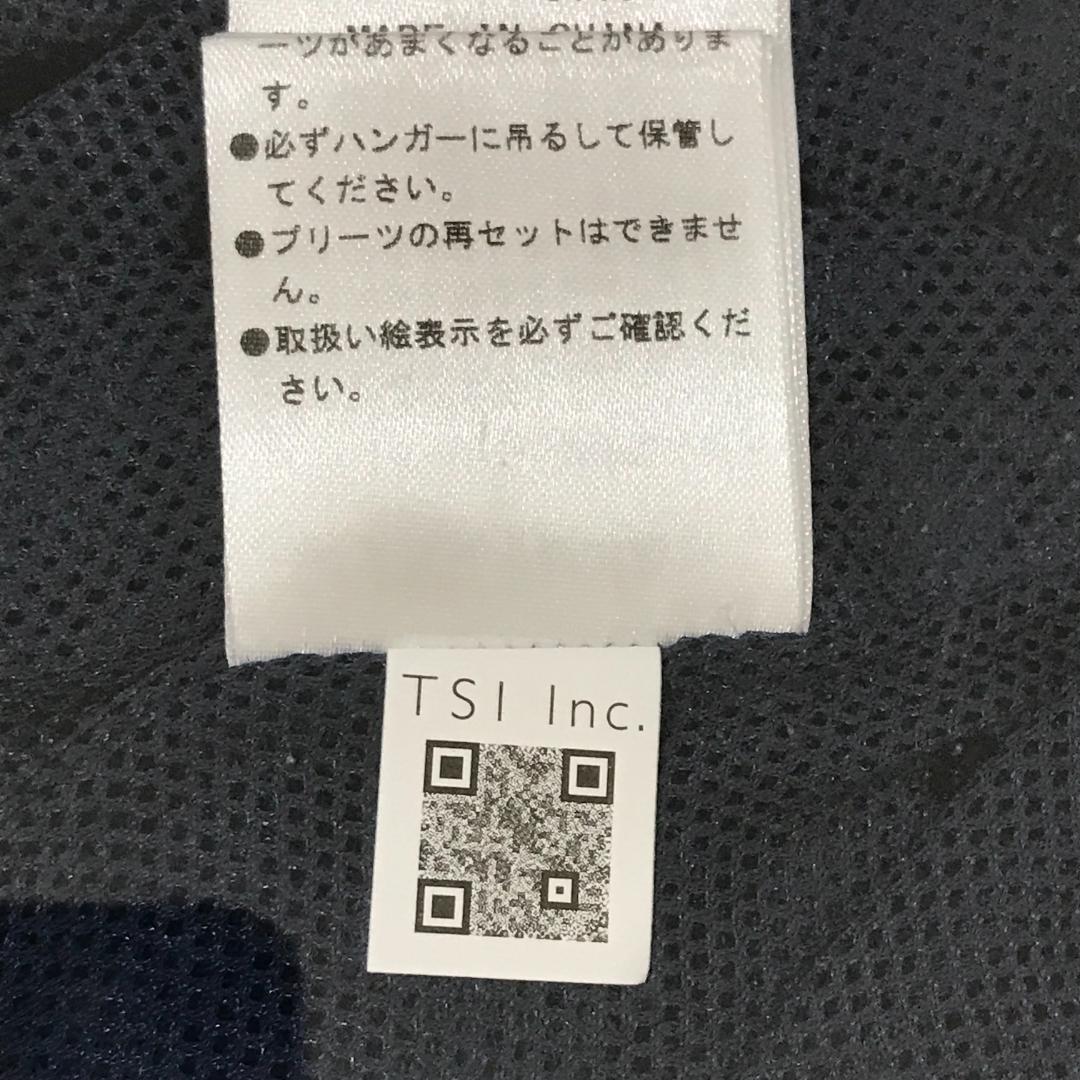 MADE IN CHINA
ーツがあまくなることがありま
す。
●必ずハンガーに吊るして保管し
てください。
●プリーツの再セットはできませ
ん。
●取扱い絵表示を必ずご確認くだ
さい。
TSI Inc.